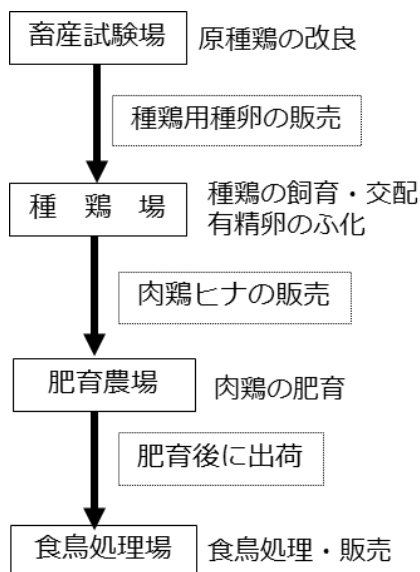 畜産試験場
原種鶏の改良
種鶏用種卵の販売
種　鶏　場
種鶏の飼育・交配
有精卵のふ化
肉鶏ヒナの販売
肥育農場
肉鶏の肥育
肥育後に出荷
食鳥処理場
食鳥処理・販売